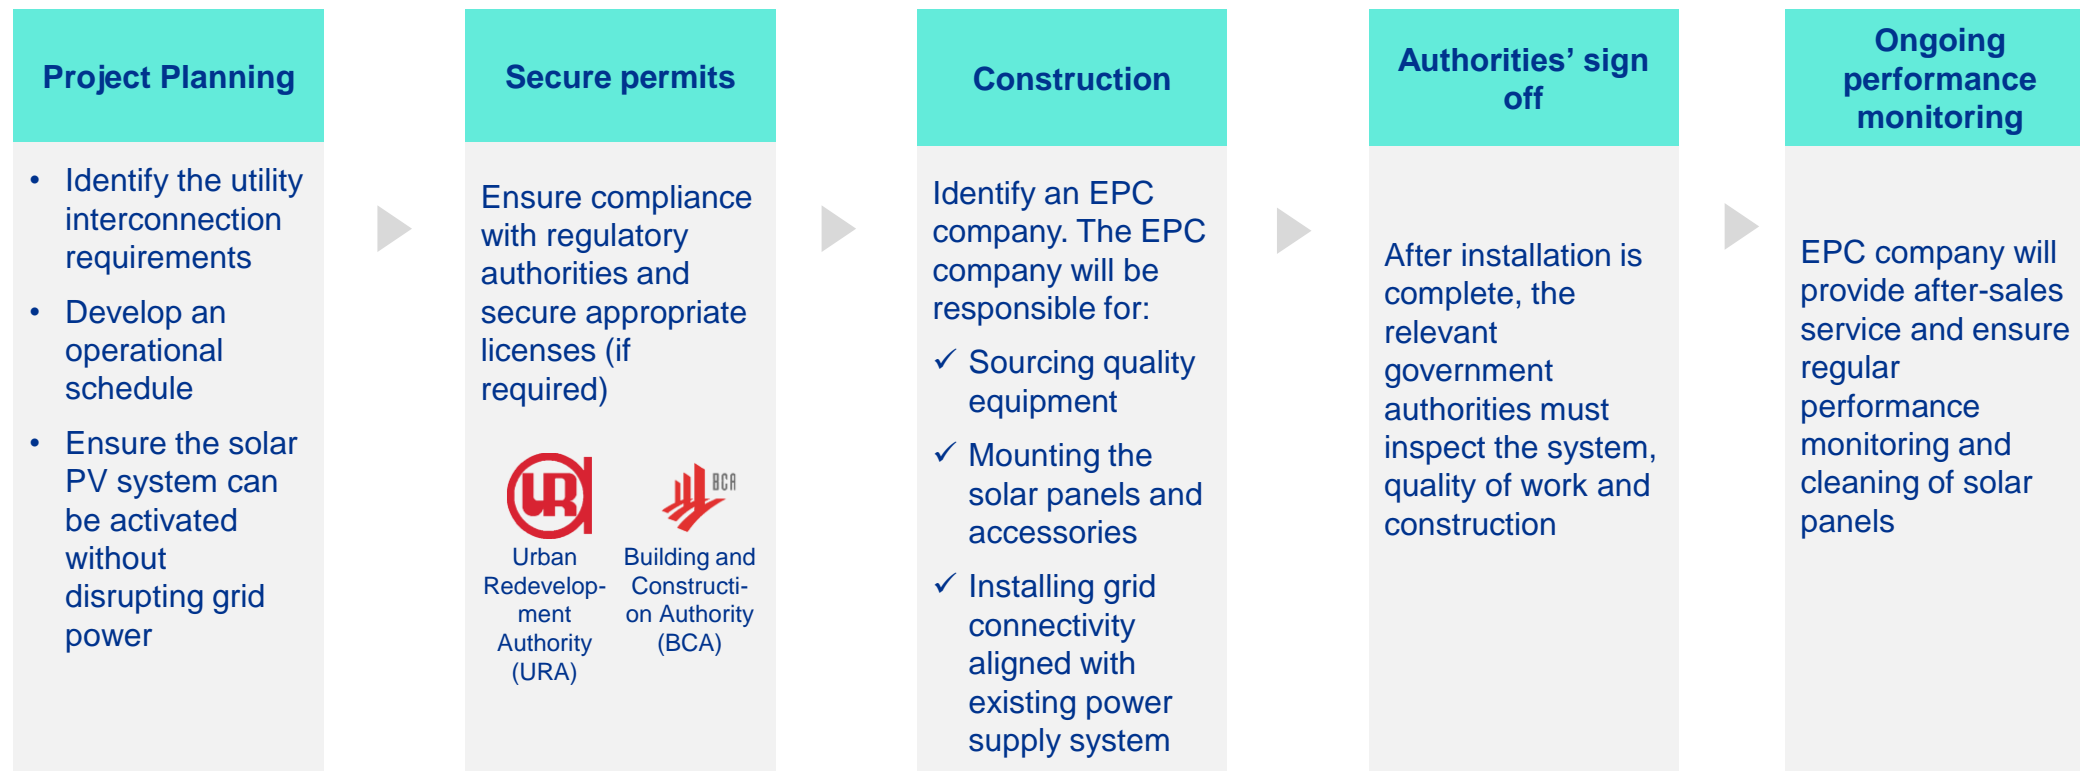 Project Planning
• Identify the utility
interconnection
requirements
• Develop an
operational
schedule
• Ensure the solar
PV system can
be activated
without
disrupting grid
power
Secure permits
Ensure compliance
with regulatory
authorities and
secure appropriate
licenses (if
required)
UR
Urban
Redevelop-
ment
Authority
(URA)
BCA
Building and
Constructi-
on Authority
(BCA)
Construction
Identify an EPC
company. The EPC
company will be
responsible for:
✓ Sourcing quality
equipment
✓ Mounting the
solar panels and
accessories
✓ Installing grid
connectivity
aligned with
existing power
supply system
Authorities’ sign
off
After installation is
complete, the
relevant
government
authorities must
inspect the system,
quality of work and
construction
Ongoing
performance
monitoring
EPC company will
provide after-sales
service and ensure
regular
performance
monitoring and
cleaning of solar
panels